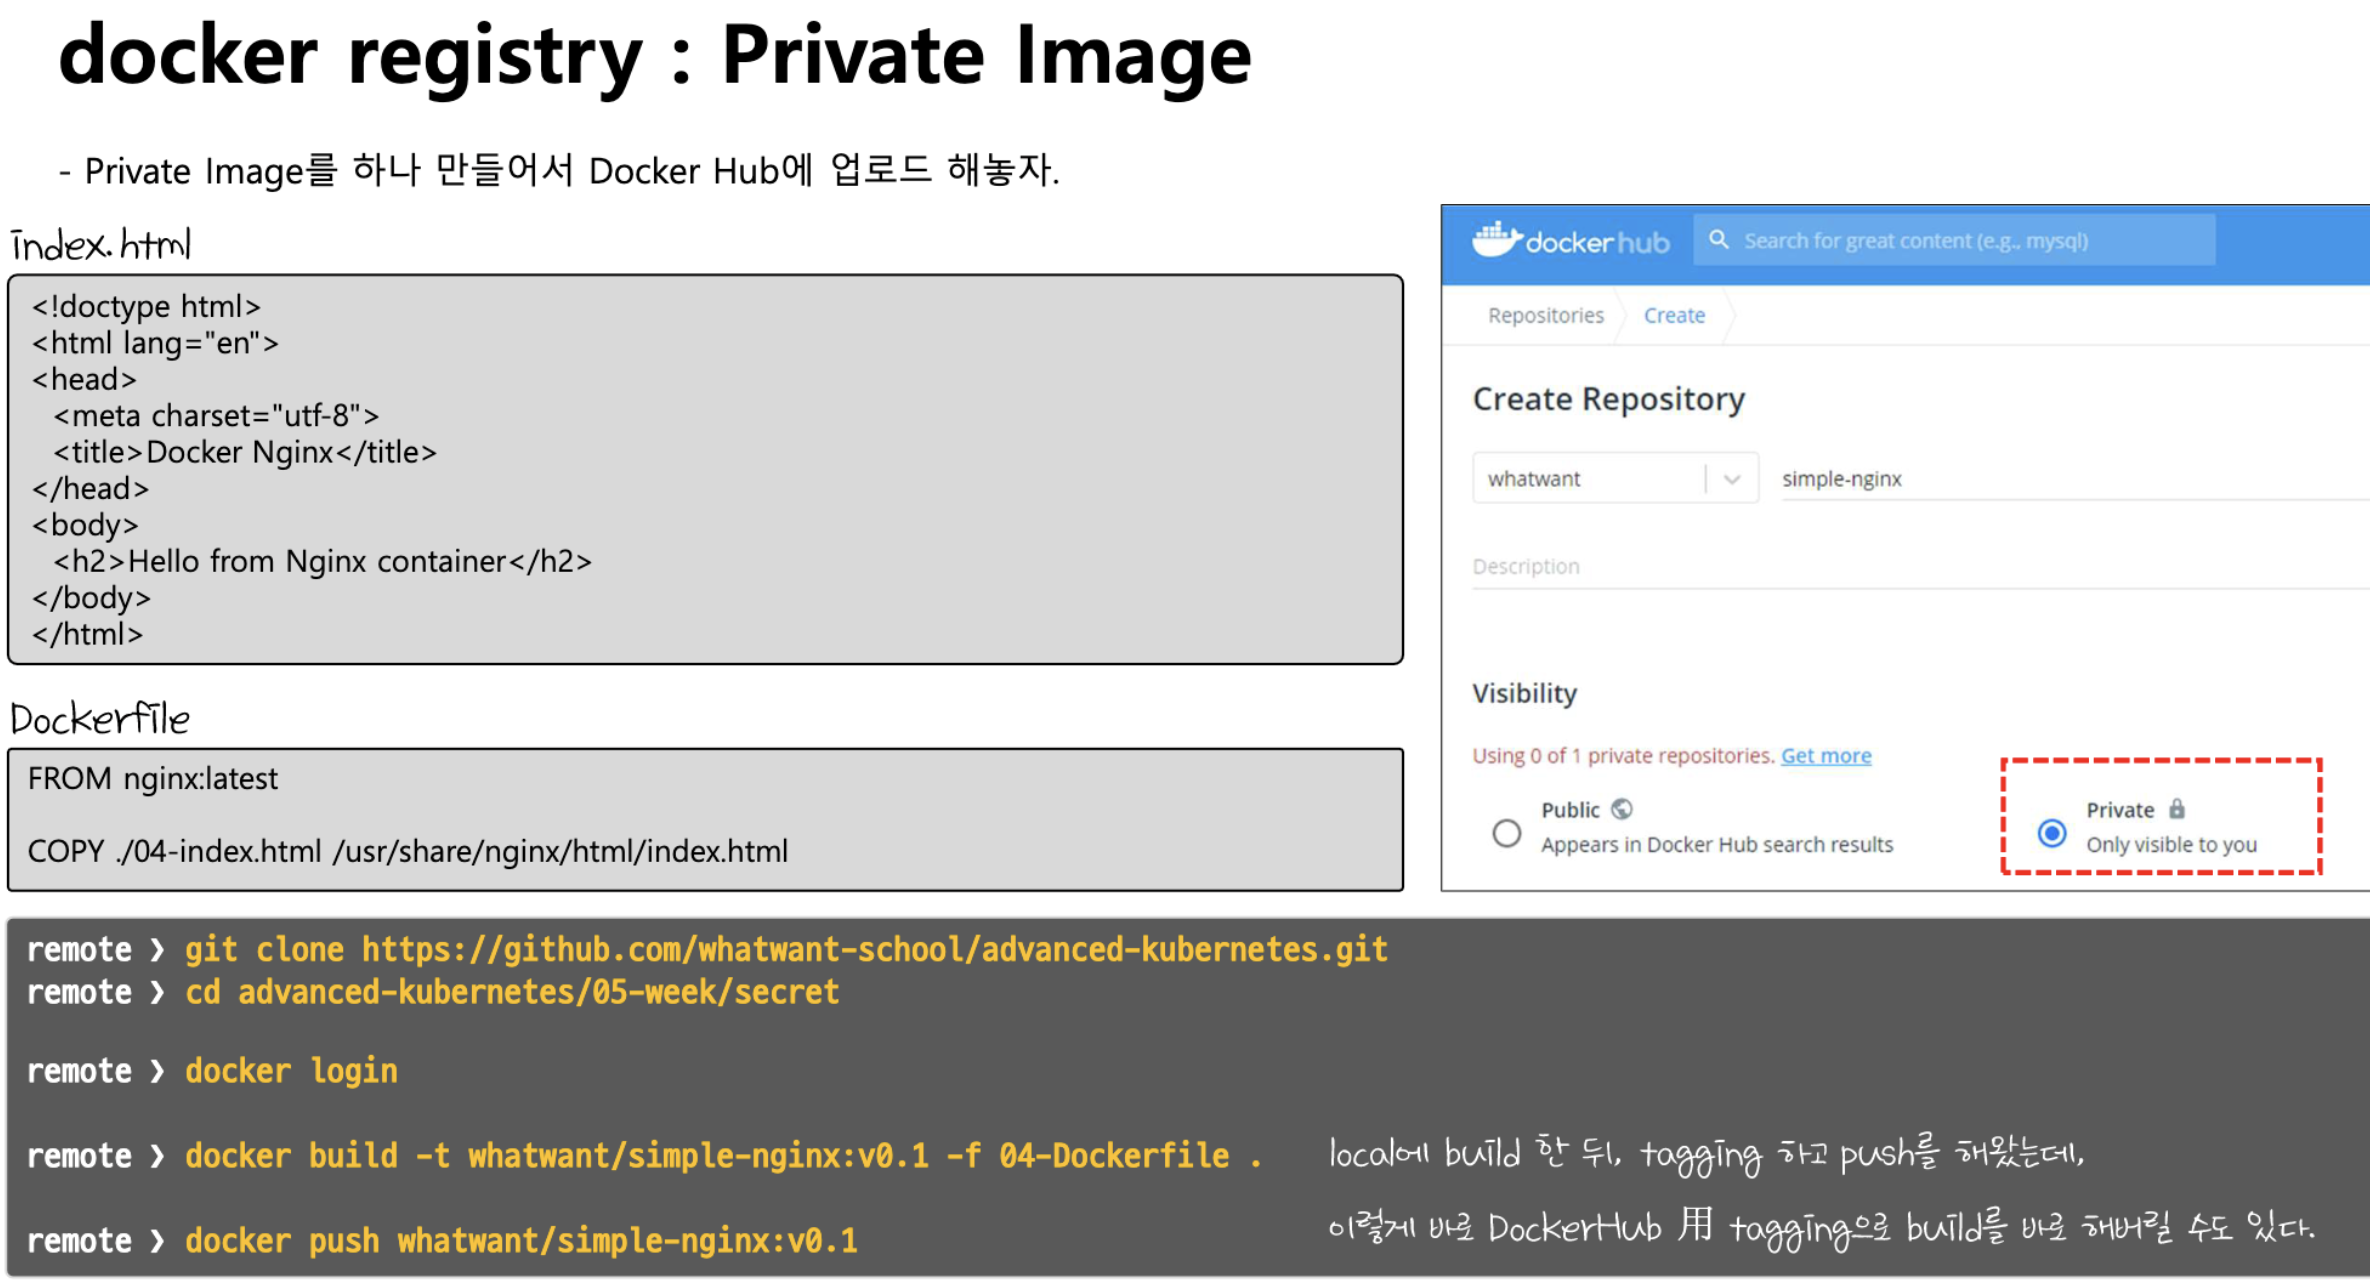 docker registry : Private Image
- Private Image를 하나 만들어서 Docker Hub에 업로드 해놓자.
index.html
<!doctype html>
<html lang="en">
<head>
  <meta charset="utf-8">
  <title>Docker Nginx</title>
</head>
<body>
  <h2>Hello from Nginx container</h2>
</body>
</html>
Dockerfile
FROM nginx:latest
COPY ./04-index.html /usr/share/nginx/html/index.html
docker hub
Search for great content (e.g., mysql)
Repositories
Create
Create Repository
whatwant
simple-nginx
Description
Visibility
Using 0 of 1 private repositories. Get more
Public
Appears in Docker Hub search results
Private
Only visible to you
remote ❯ git clone https://github.com/whatwant-school/advanced-kubernetes.git
remote ❯ cd advanced-kubernetes/05-week/secret
remote ❯ docker login
remote ❯ docker build -t whatwant/simple-nginx:v0.1 -f 04-Dockerfile .
local에 build 한 뒤, tagging 하고 push를 해왔는데,
이렇게 바로 DockerHub 用 tagging으로 build를 바로 해버릴 수도 있다.
remote ❯ docker push whatwant/simple-nginx:v0.1